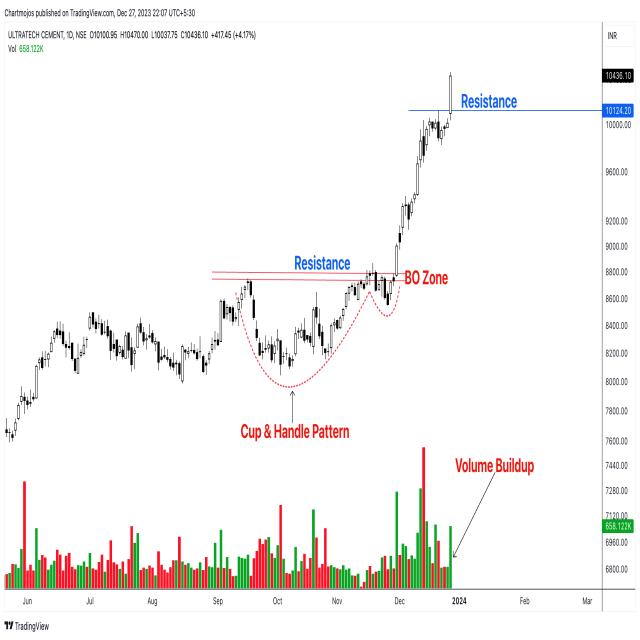 Chartmojos published on TradingView.com, Dec 27, 2023 22:07 UTC+5:30
ULTRATECH CEMENT, 1D, NSE O10100.95 H10470.00 L10037.75 C10436.10 +417.45 (+4.17%)
INR
Vol 658.122K
10436.10
Resistance
10124.20
10000.00
9600.00
9200.00
9000.00
Resistance
8800.00
BO Zone
8600.00
8400.00
8200.00
8000.00
7800.00
Cup & Handle Pattern
7600.00
Volume Buildup
7440.00
7280.00
7120.00
658.122K
6960.00
6800.00
Jun Jul Aug Sep Oct Nov Dec 2024 Feb Mar
TradingView